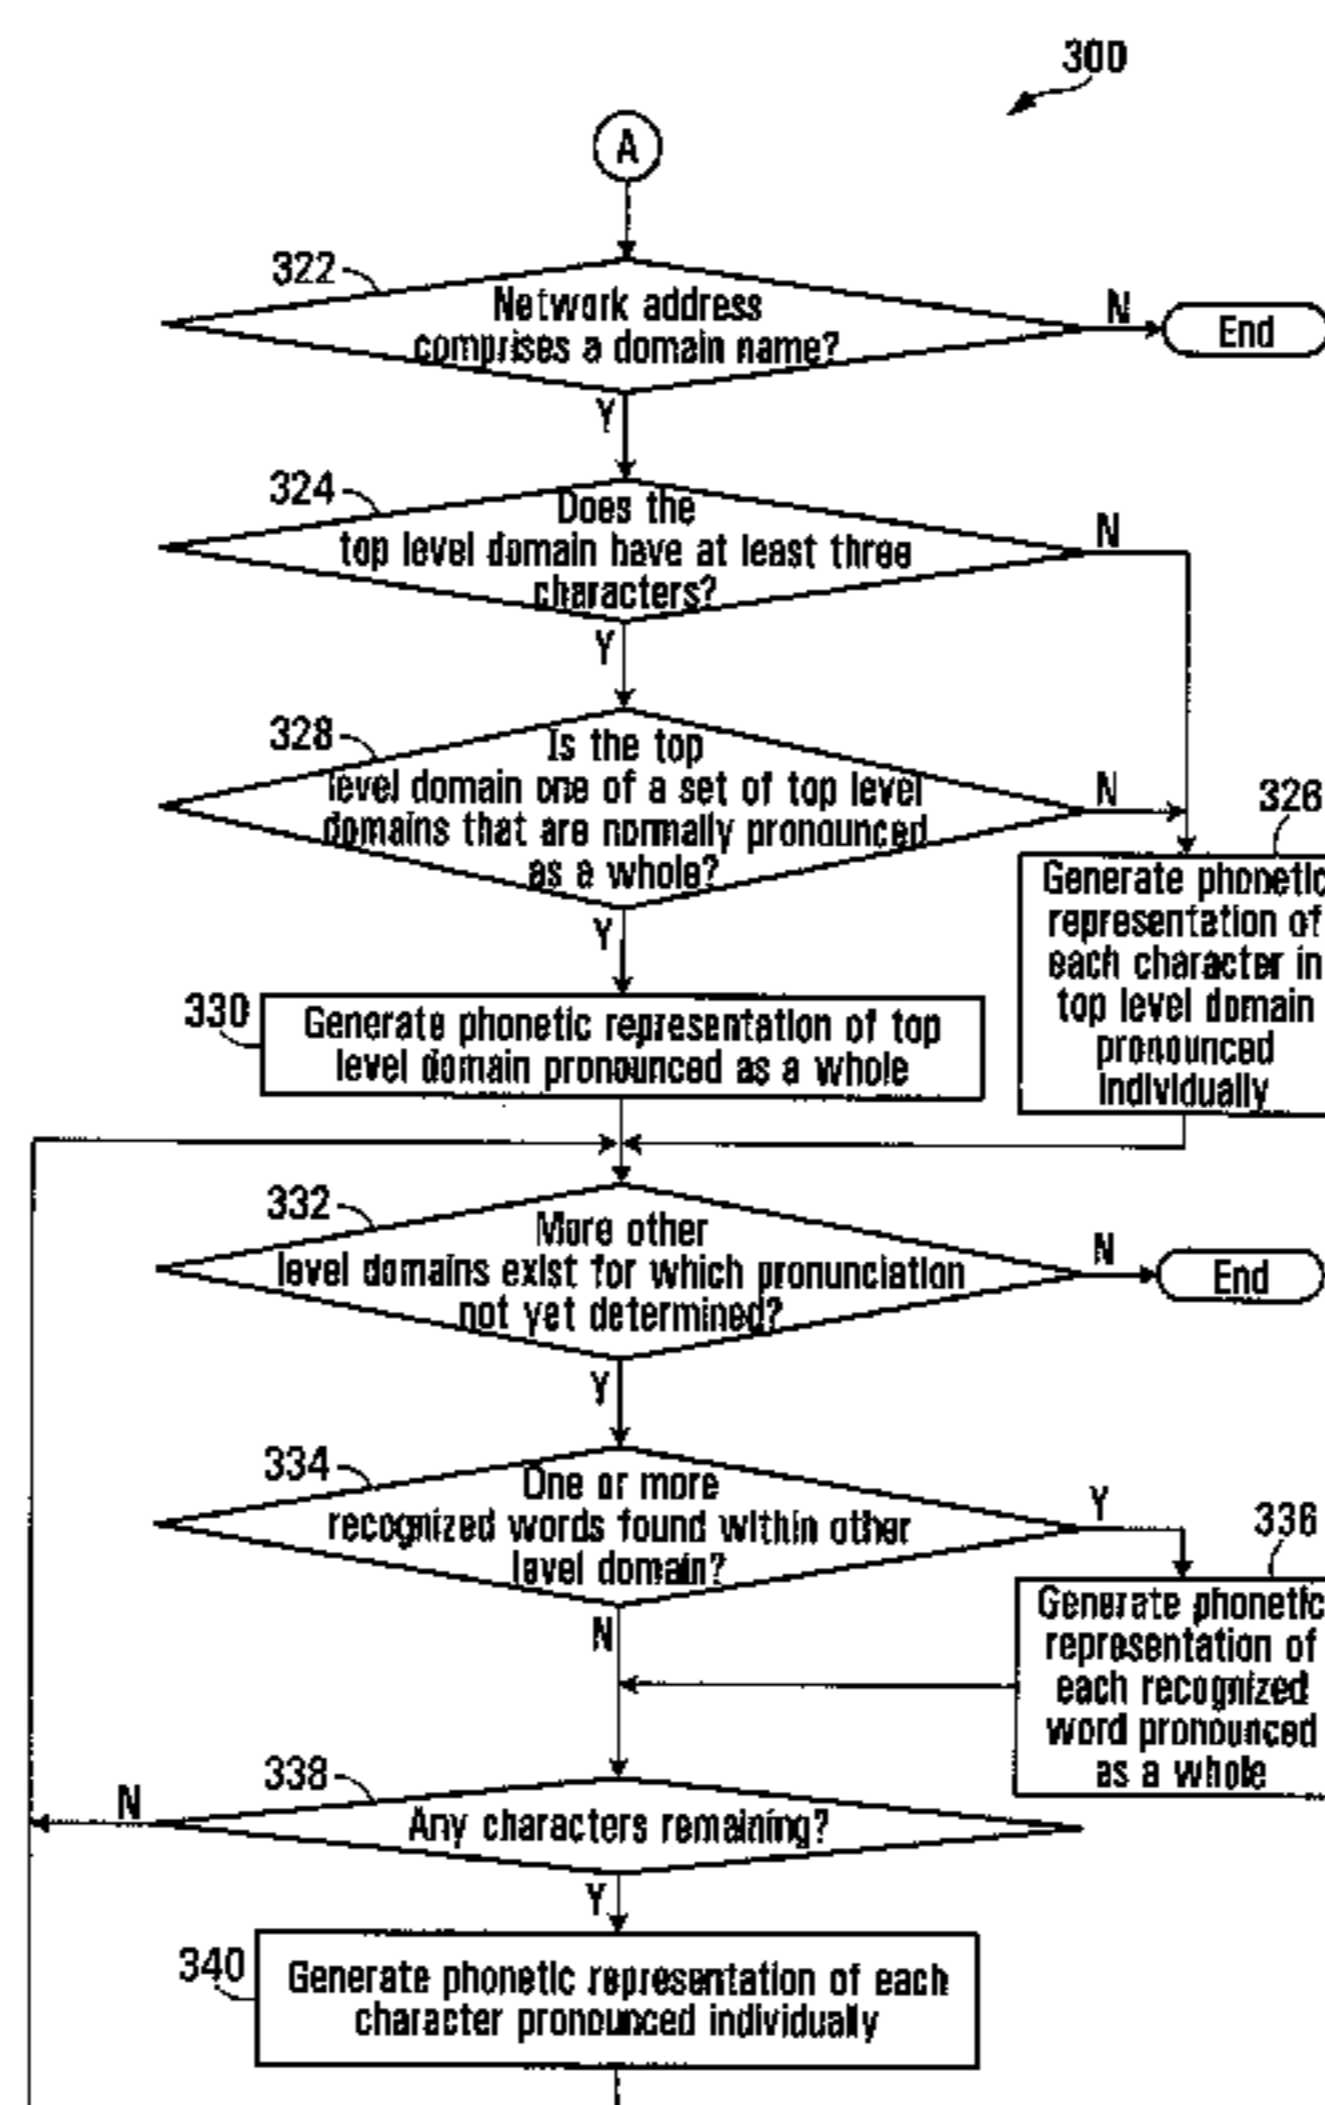 300
A
322
Network address
comprises a domain name?
N
End
Y
324
Does the
top level domain have at least three
characters?
N
Y
328
Is the top
level domain one of a set of top level
domains that are normally pronounced
as a whole?
N
326
Generate phonetic
representation of
each character in
top level domain
pronounced
individually
Y
330
Generate phonetic representation of top
level domain pronounced as a whole
332
More other
level domains exist for which pronunciation
not yet determined?
N
End
Y
334
One or more
recognized words found within other
level domain?
Y
336
Generate phonetic
representation of
each recognized
word pronounced
as a whole
N
338
Any characters remaining?
N
Y
340
Generate phonetic representation of each
character pronounced individually